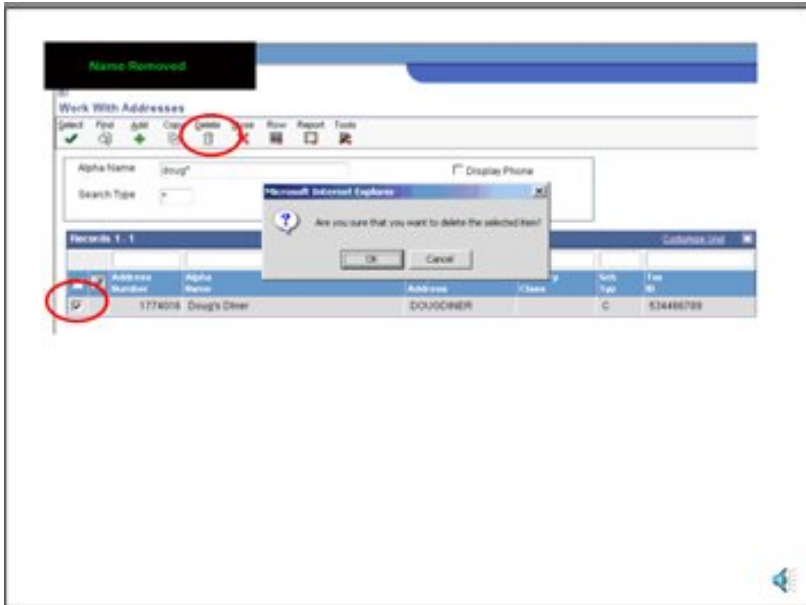 Name Removed
Work With Addresses
Select Find Add Copy Delete Close Row Report Tools
Alpha Name doug*
Display Phone
Search Type *
Microsoft Internet Explorer
Are you sure that you want to delete the selected item?
OK Cancel
Records 1 - 1
Customize Grid
Address Number
Alpha Name
Address
Class
Sch Typ
Tax ID
1774016 Doug's Diner DOUGDINER C 534486789